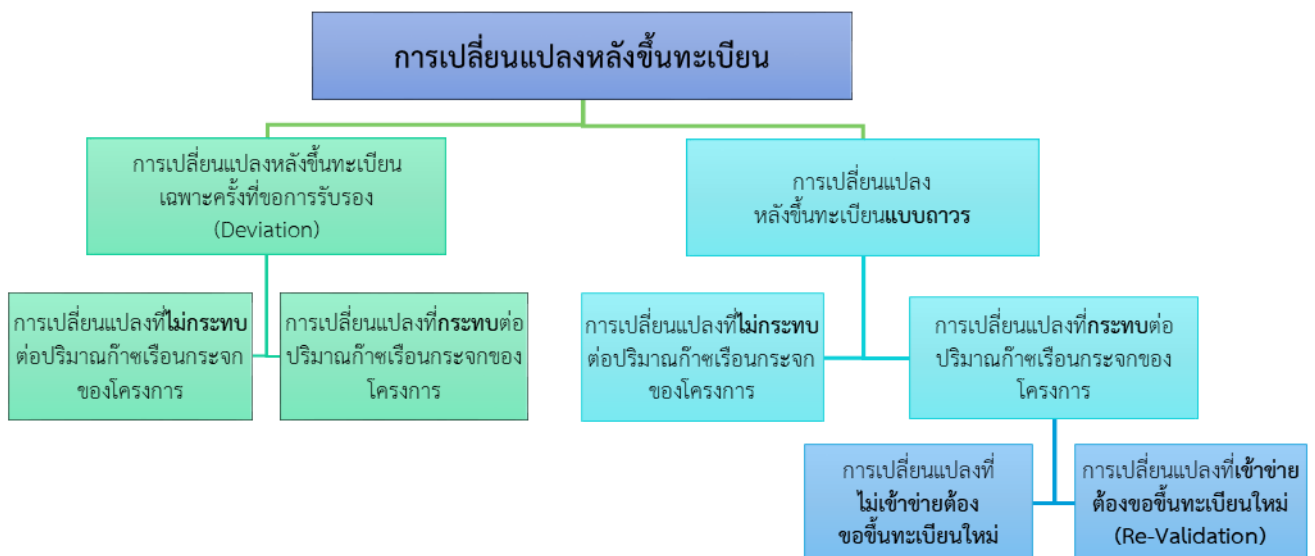 การเปลี่ยนแปลงหลังขึ้นทะเบียน
การเปลี่ยนแปลงหลังขึ้นทะเบียน
เฉพาะครั้งที่ขอการรับรอง
(Deviation)
การเปลี่ยนแปลง
หลังขึ้นทะเบียนแบบถาวร
การเปลี่ยนแปลงที่ไม่กระทบ
ต่อปริมาณก๊าซเรือนกระจก
ของโครงการ
การเปลี่ยนแปลงที่กระทบต่อ
ปริมาณก๊าซเรือนกระจกของ
โครงการ
การเปลี่ยนแปลงที่ไม่กระทบ
ต่อปริมาณก๊าซเรือนกระจก
ของโครงการ
การเปลี่ยนแปลงที่กระทบต่อ
ปริมาณก๊าซเรือนกระจกของ
โครงการ
การเปลี่ยนแปลงที่
ไม่เข้าข่ายต้อง
ขอขึ้นทะเบียนใหม่
การเปลี่ยนแปลงที่เข้าข่าย
ต้องขอขึ้นทะเบียนใหม่
(Re-Validation)